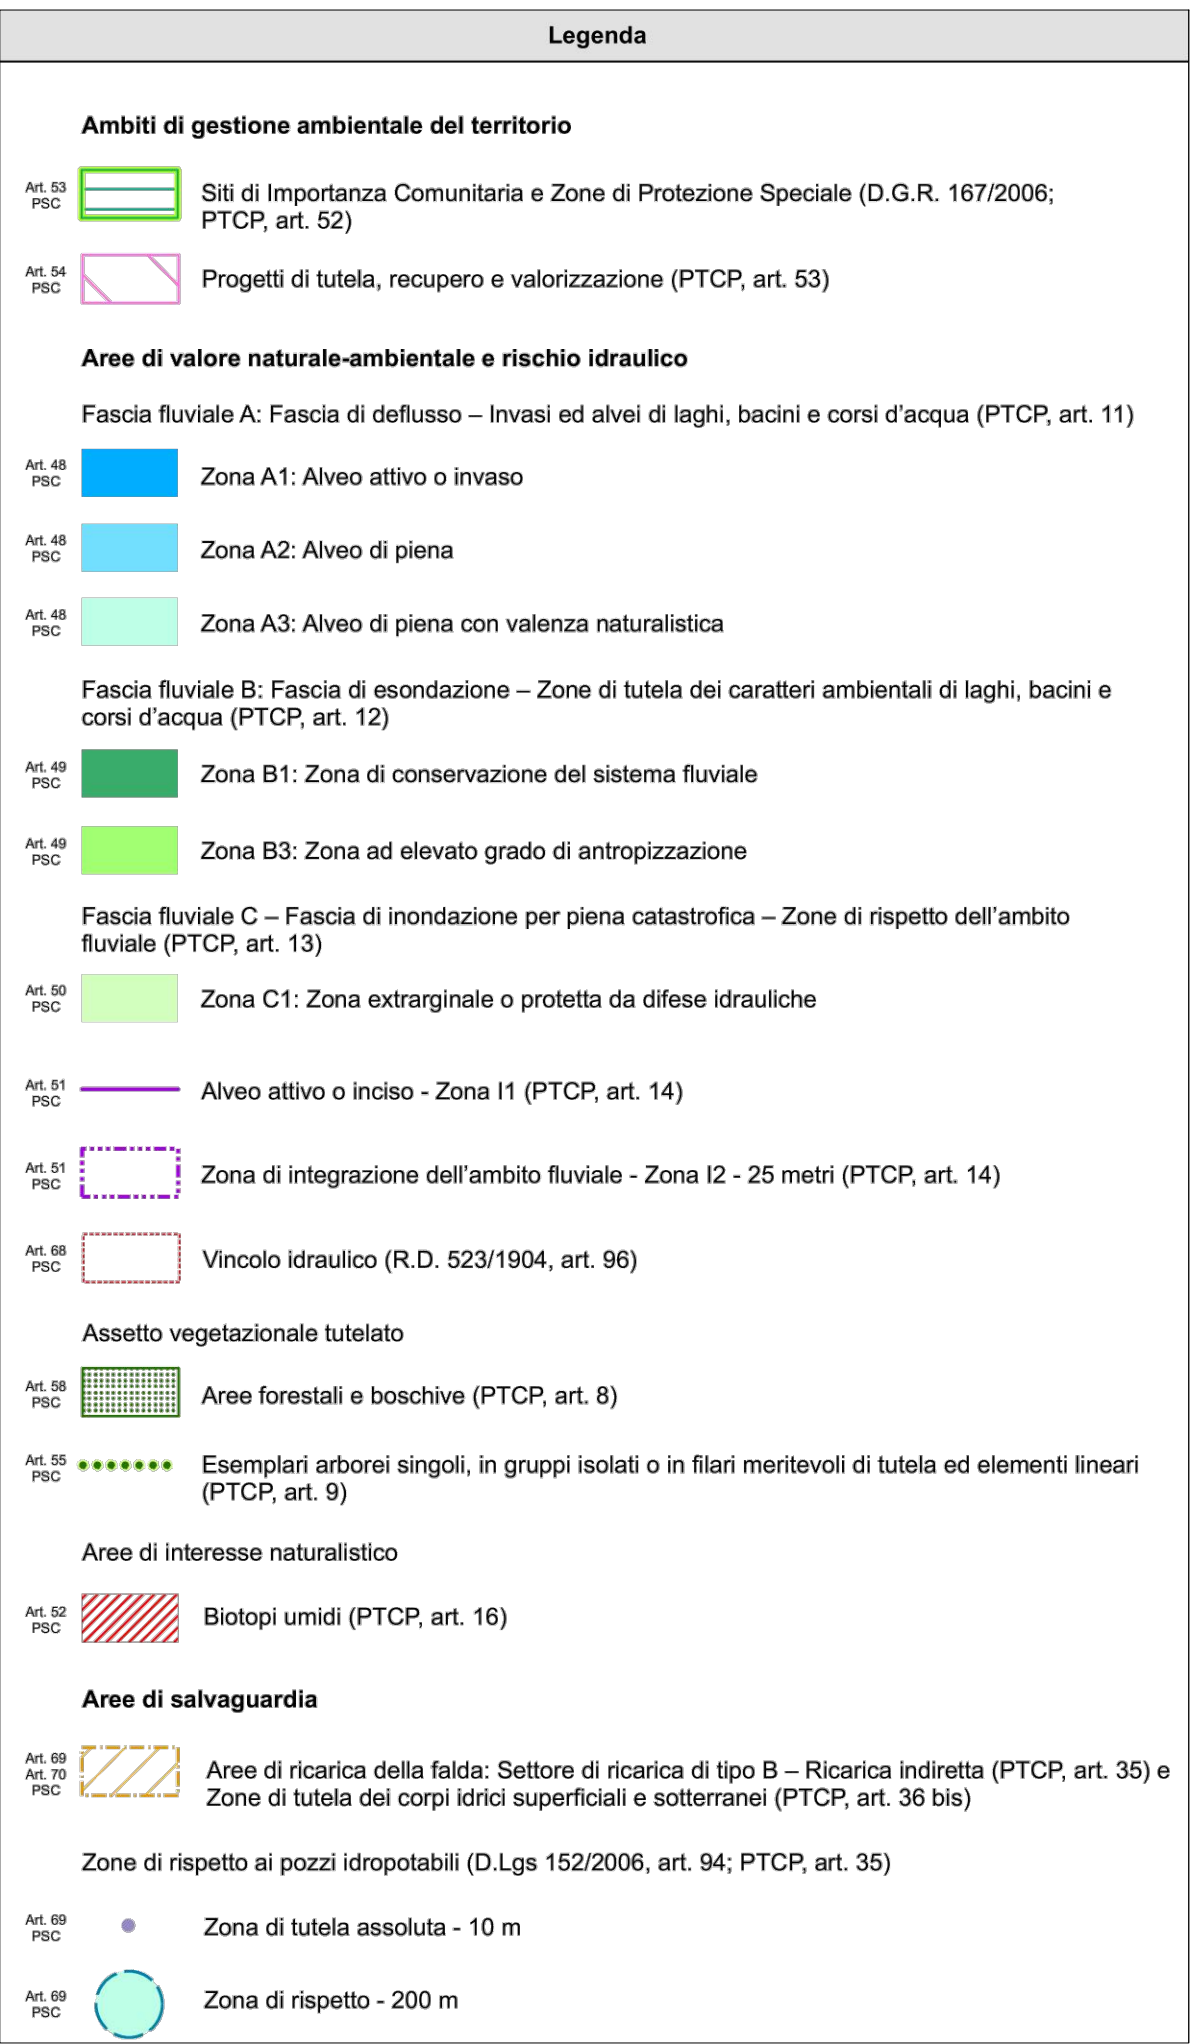 Legenda
Ambiti di gestione ambientale del territorio
Art. 53
PSC
Siti di Importanza Comunitaria e Zone di Protezione Speciale (D.G.R. 167/2006;
PTCP, art. 52)
Art. 54
PSC
Progetti di tutela, recupero e valorizzazione (PTCP, art. 53)
Aree di valore naturale-ambientale e rischio idraulico
Fascia fluviale A: Fascia di deflusso – Invasi ed alvei di laghi, bacini e corsi d'acqua (PTCP, art. 11)
Art. 48
PSC
Zona A1: Alveo attivo o invaso
Art. 48
PSC
Zona A2: Alveo di piena
Art. 48
PSC
Zona A3: Alveo di piena con valenza naturalistica
Fascia fluviale B: Fascia di esondazione – Zone di tutela dei caratteri ambientali di laghi, bacini e
corsi d'acqua (PTCP, art. 12)
Art. 49
PSC
Zona B1: Zona di conservazione del sistema fluviale
Art. 49
PSC
Zona B3: Zona ad elevato grado di antropizzazione
Fascia fluviale C – Fascia di inondazione per piena catastrofica – Zone di rispetto dell'ambito
fluviale (PTCP, art. 13)
Art. 50
PSC
Zona C1: Zona extrarginale o protetta da difese idrauliche
Art. 51
PSC
Alveo attivo o inciso - Zona I1 (PTCP, art. 14)
Art. 51
PSC
Zona di integrazione dell'ambito fluviale - Zona I2 - 25 metri (PTCP, art. 14)
Art. 68
PSC
Vincolo idraulico (R.D. 523/1904, art. 96)
Assetto vegetazionale tutelato
Art. 58
PSC
Aree forestali e boschive (PTCP, art. 8)
Art. 55
PSC
Esemplari arborei singoli, in gruppi isolati o in filari meritevoli di tutela ed elementi lineari
(PTCP, art. 9)
Aree di interesse naturalistico
Art. 52
PSC
Biotopi umidi (PTCP, art. 16)
Aree di salvaguardia
Art. 69
Art. 70
PSC
Aree di ricarica della falda: Settore di ricarica di tipo B – Ricarica indiretta (PTCP, art. 35) e
Zone di tutela dei corpi idrici superficiali e sotterranei (PTCP, art. 36 bis)
Zone di rispetto ai pozzi idropotabili (D.Lgs 152/2006, art. 94; PTCP, art. 35)
Art. 69
PSC
Zona di tutela assoluta - 10 m
Art. 69
PSC
Zona di rispetto - 200 m